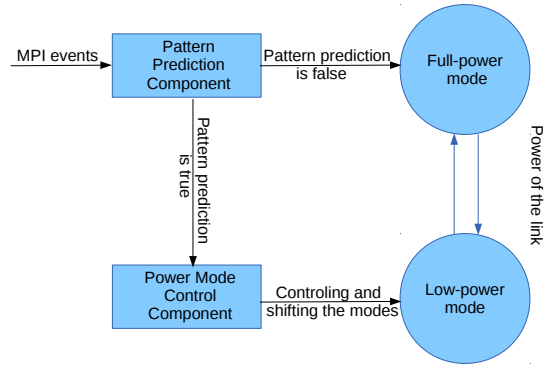 MPI events
Pattern
Prediction
Component
Pattern prediction
is false
Full-power
mode
Pattern prediction
is true
Power of the link
Power Mode
Control
Component
Controling and
shifting the modes
Low-power
mode